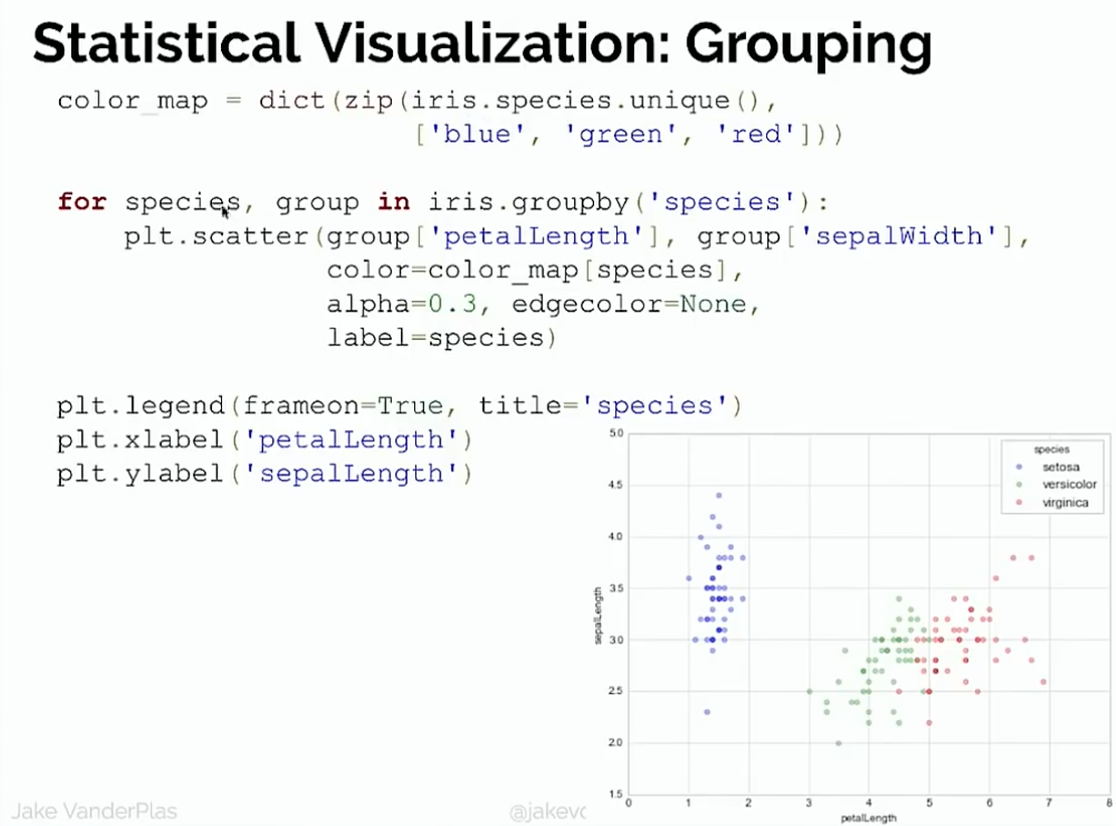 Statistical Visualization: Grouping
color_map = dict(zip(iris.species.unique(),
['blue', 'green', 'red']))
for species, group in iris.groupby('species'):
plt.scatter(group['petalLength'], group['sepalWidth'],
color=color_map[species],
alpha=0.3, edgecolor=None,
label=species)
plt.legend(frameon=True, title='species')
plt.xlabel('petalLength')
plt.ylabel('sepalLength')
5.0
4.5
4.0
3.5
3.0
2.5
2.0
1.5
sepalLength
species
setosa
versicolor
virginica
0 1 2 3 4 5 6 7 8
petalLength
Jake VanderPlas
@jakevc